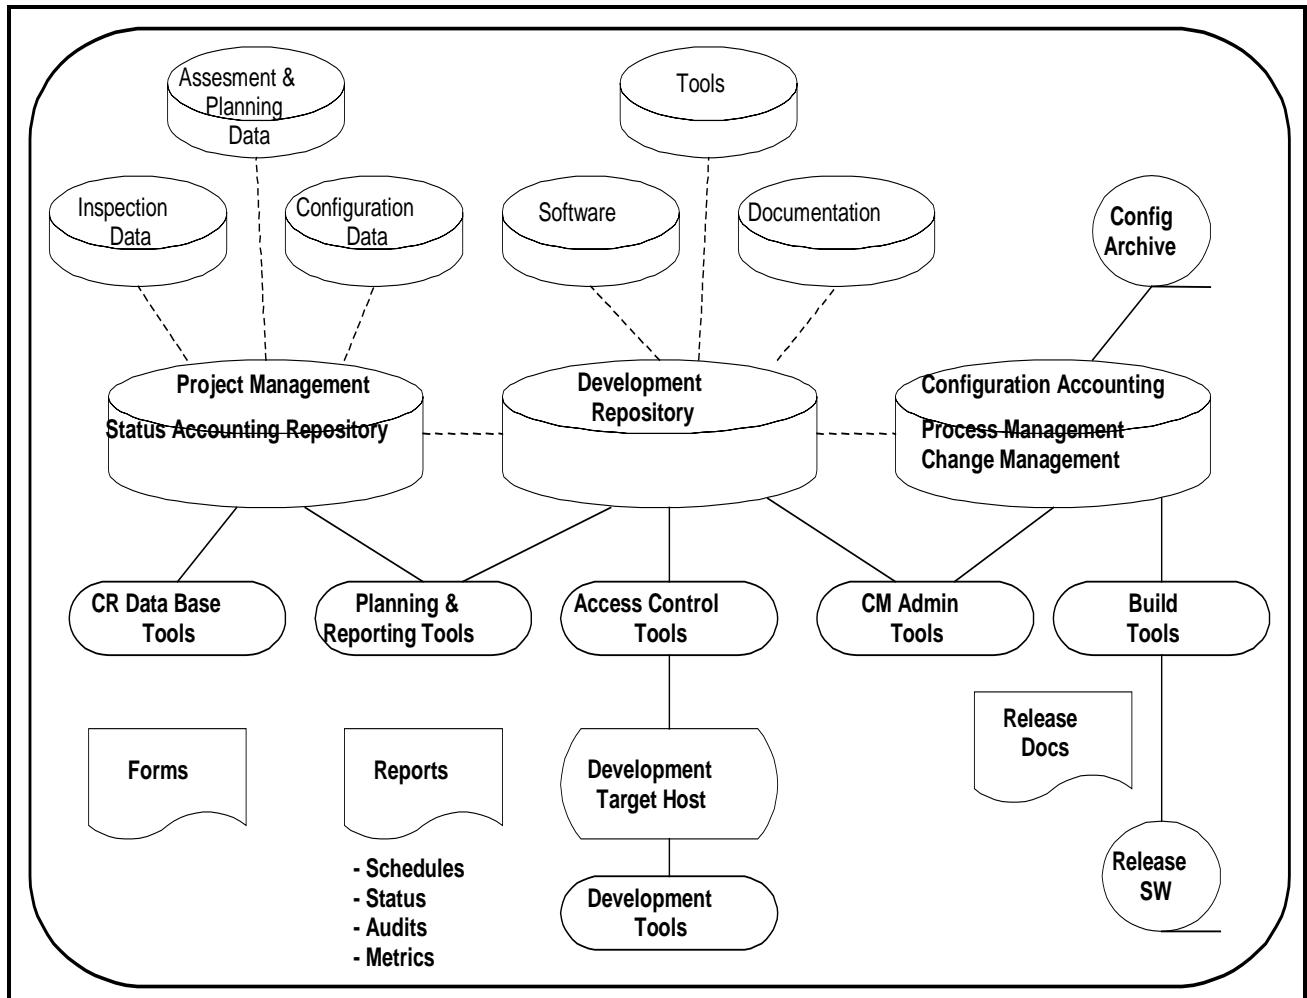 Assesment &
Planning
Data
Tools
Inspection
Data
Configuration
Data
Software
Documentation
Config
Archive
Project Management
Status Accounting Repository
Development
Repository
Configuration Accounting
Process Management
Change Management
CR Data Base
Tools
Planning &
Reporting Tools
Access Control
Tools
CM Admin
Tools
Build
Tools
Forms
Reports
- Schedules
- Status
- Audits
- Metrics
Development
Target Host
Development
Tools
Release
Docs
Release
SW